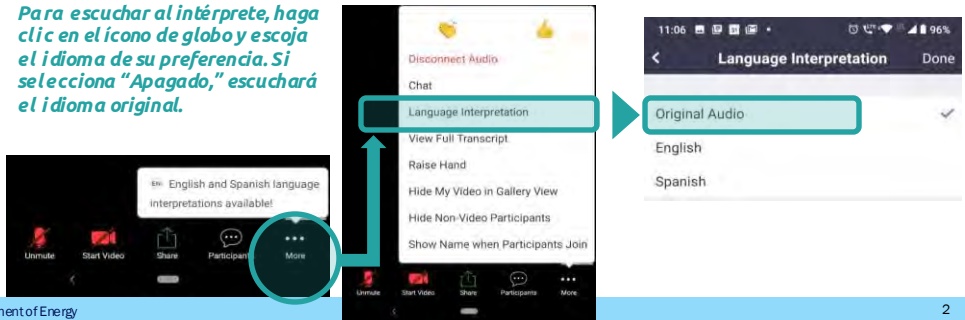 Para escuchar al intérprete, haga
clic en el ícono de globo y escoja
el idioma de su preferencia. Si
selecciona “Apagado,” escuchará
el idioma original.
EN English and Spanish language
interpretations available!
Unmute
Start Video
Share
Participants
More
Disconnect Audio
Chat
Language Interpretation
View Full Transcript
Raise Hand
Hide My Video in Gallery View
Hide Non-Video Participants
Show Name when Participants Join
Unmute
Start Video
Share
Participants
More
11:06
96%
Language Interpretation
Done
Original Audio
English
Spanish
ment of Energy
2